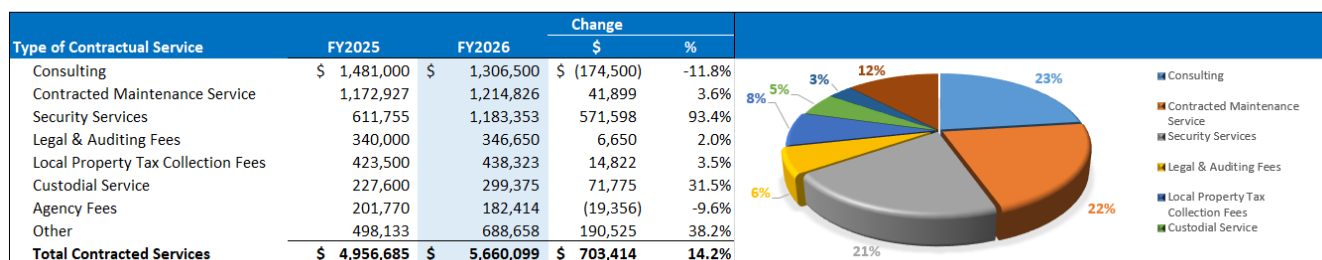 Change
Type of Contractual Service FY2025 FY2026 $ %
Consulting $ 1,481,000 $ 1,306,500 $ (174,500) -11.8%
Contracted Maintenance Service 1,172,927 1,214,826 41,899 3.6%
Security Services 611,755 1,183,353 571,598 93.4%
Legal & Auditing Fees 340,000 346,650 6,650 2.0%
Local Property Tax Collection Fees 423,500 438,323 14,822 3.5%
Custodial Service 227,600 299,375 71,775 31.5%
Agency Fees 201,770 182,414 (19,356) -9.6%
Other 498,133 688,658 190,525 38.2%
Total Contracted Services $ 4,956,685 $ 5,660,099 $ 703,414 14.2%
23%
22%
21%
6%
8%
5%
3%
12%
Consulting
Contracted Maintenance
Service
Security Services
Legal & Auditing Fees
Local Property Tax
Collection Fees
Custodial Service